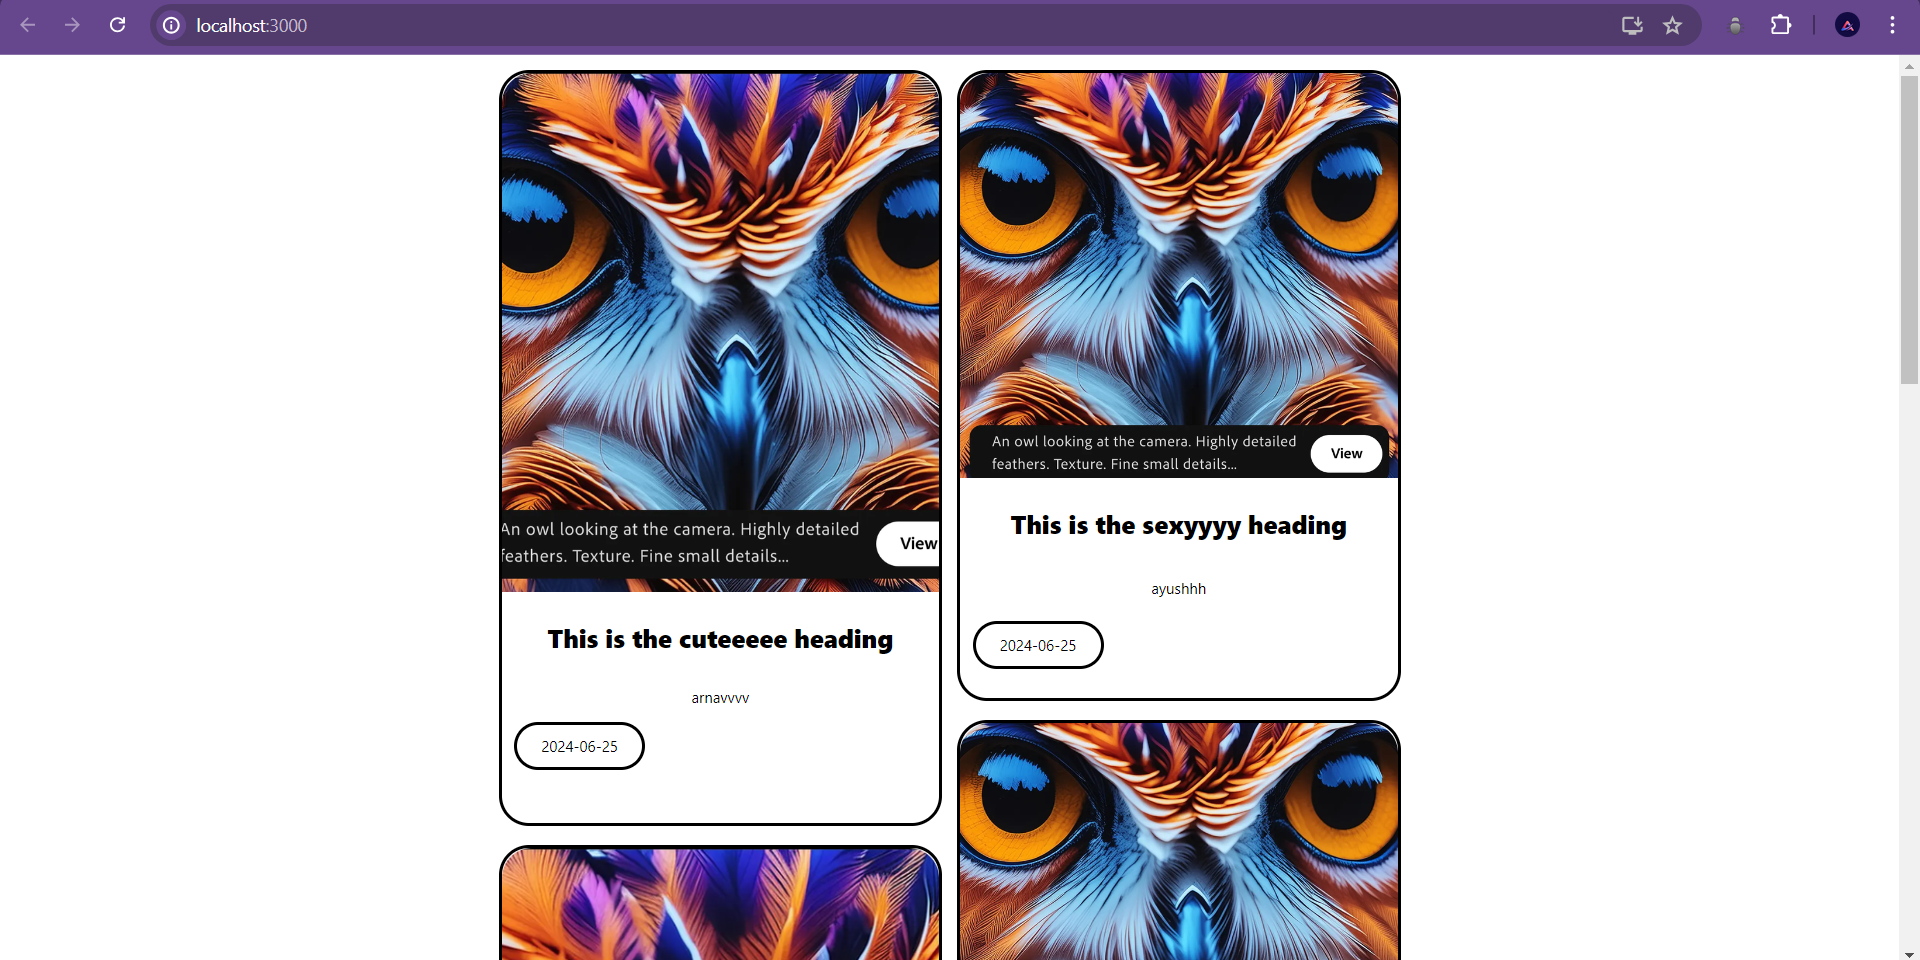 localhost:3000
An owl looking at the camera. Highly detailed
feathers. Texture. Fine small details...
View
This is the cuteeeee heading
arnavvvv
2024-06-25
An owl looking at the camera. Highly detailed
feathers. Texture. Fine small details...
View
This is the sexyyyy heading
ayushhh
2024-06-25